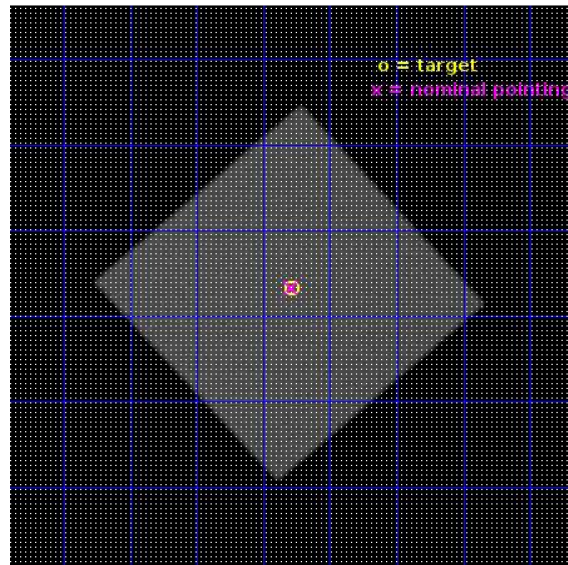 o = target
x = nominal pointing